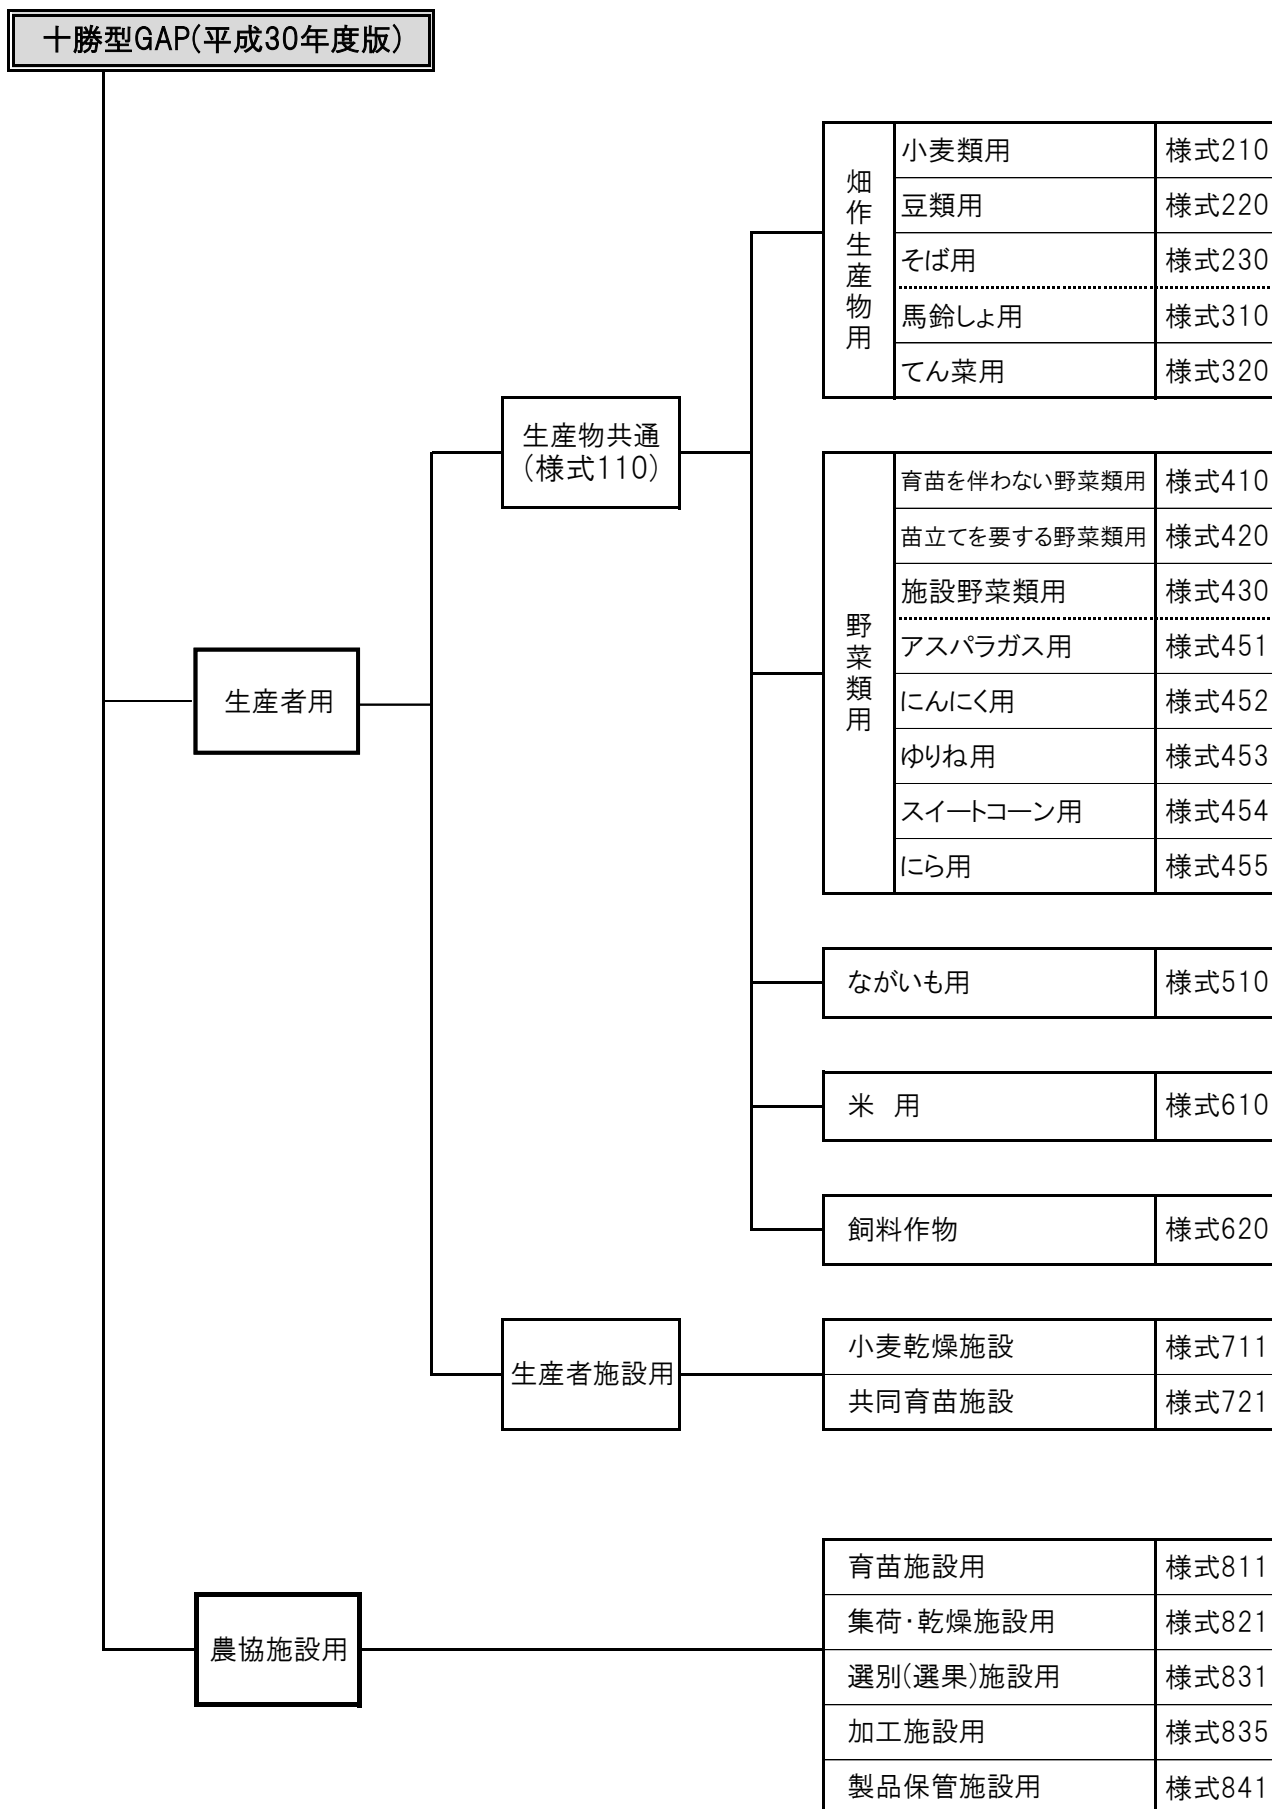 十勝型GAP(平成30年度版)
畑作生産物用
小麦類用 様式210
豆類用 様式220
そば用 様式230
馬鈴しょ用 様式310
てん菜用 様式320
生産物共通
(様式110)
野菜類用
育苗を伴わない野菜類用 様式410
苗立てを要する野菜類用 様式420
施設野菜類用 様式430
アスパラガス用 様式451
にんにく用 様式452
ゆりね用 様式453
スイートコーン用 様式454
にら用 様式455
生産者用
ながいも用 様式510
米 用 様式610
飼料作物 様式620
生産者施設用
小麦乾燥施設 様式711
共同育苗施設 様式721
農協施設用
育苗施設用 様式811
集荷・乾燥施設用 様式821
選別(選果)施設用 様式831
加工施設用 様式835
製品保管施設用 様式841